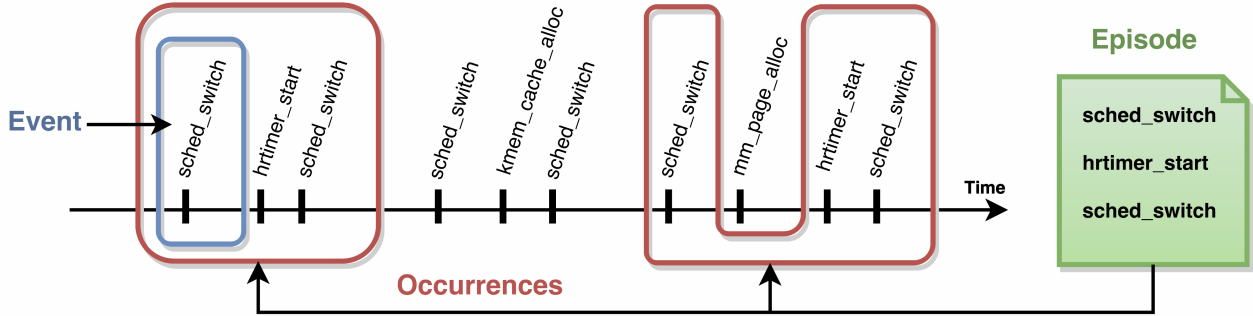 Event
sched_switch
hrtimer_start
sched_switch
sched_switch
kmem_cache_alloc
sched_switch
sched_switch
mm_page_alloc
hrtimer_start
sched_switch
Time
Occurrences
Episode
sched_switch
hrtimer_start
sched_switch